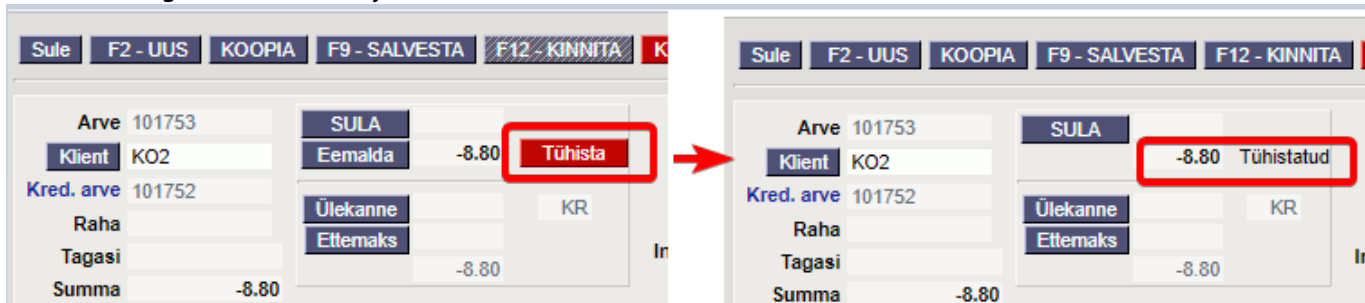 Sule F2 - UUS KOOPIA F9 - SALVESTA F12 - KINNITA K
Arve 101753 SULA
Klient KO2 Eemalda -8.80 Tühista
Kred. arve 101752 Ülekanne KR
Raha Ettemaks
Tagasi -8.80
Summa -8.80
Sule F2 - UUS KOOPIA F9 - SALVESTA F12 - KINNITA
Arve 101753 SULA
Klient KO2 -8.80 Tühistatud
Kred. arve 101752 Ülekanne KR
Raha Ettemaks
Tagasi -8.80
Summa -8.80